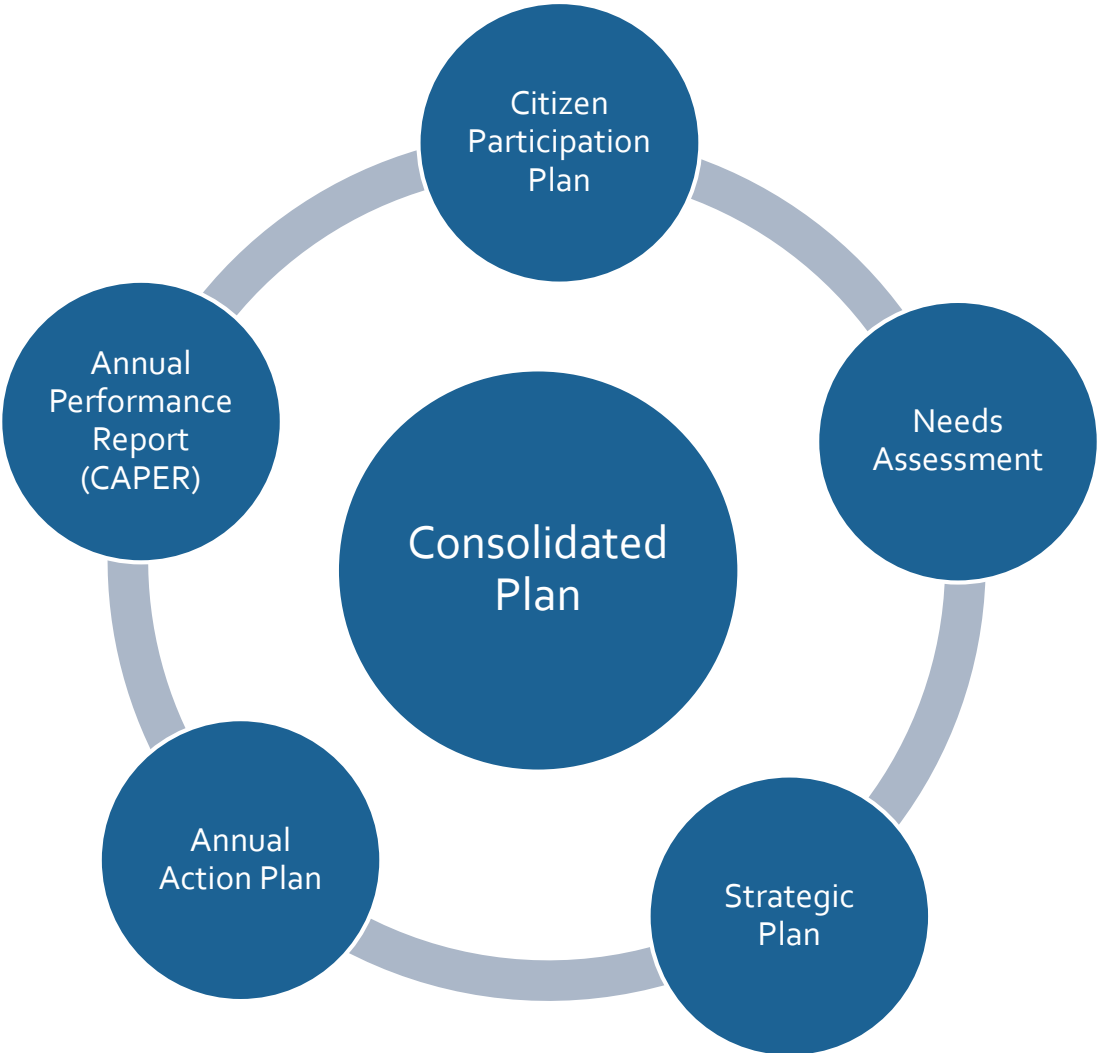 Citizen
Participation
Plan
Needs
Assessment
Strategic
Plan
Annual
Action Plan
Annual
Performance
Report
(CAPER)
Consolidated
Plan